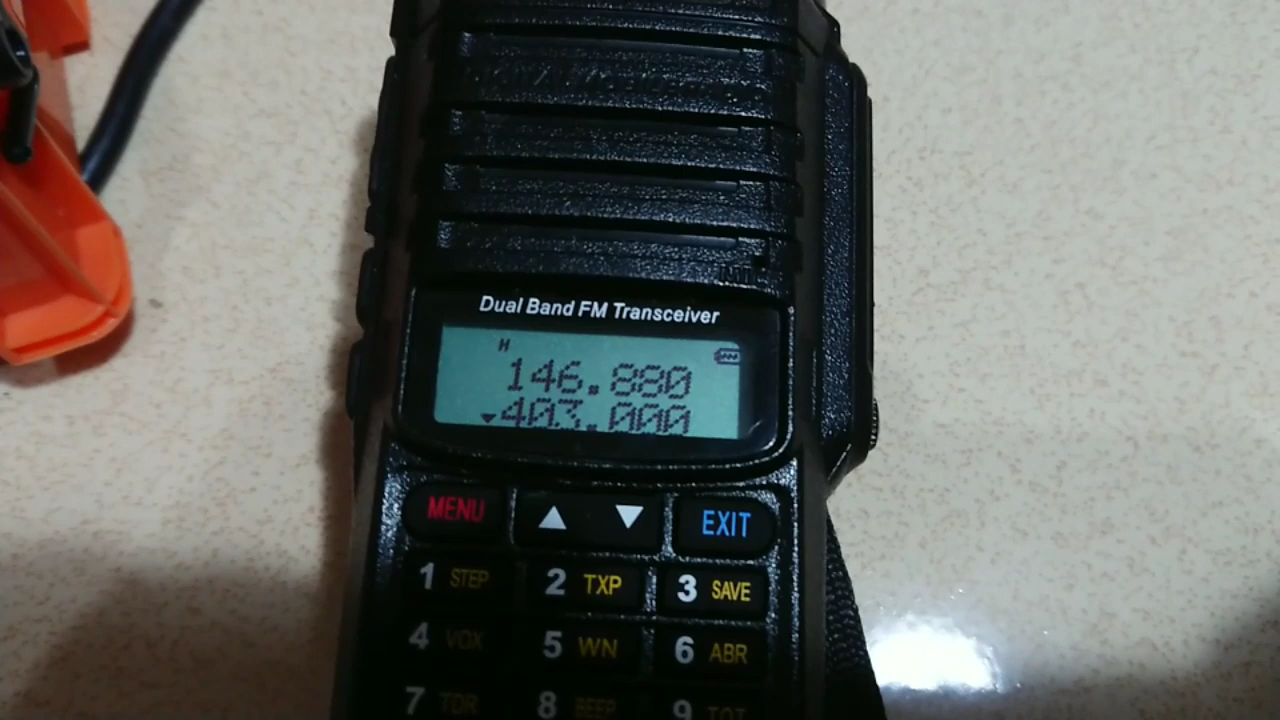 Dual Band FM Transceiver
H
146.880
403.000
MENU ▲ ▼ EXIT
1 STEP 2 TXP 3 SAVE
4 VOX 5 WN 6 ABR
7 TDR 8 BEEP 9 TOT